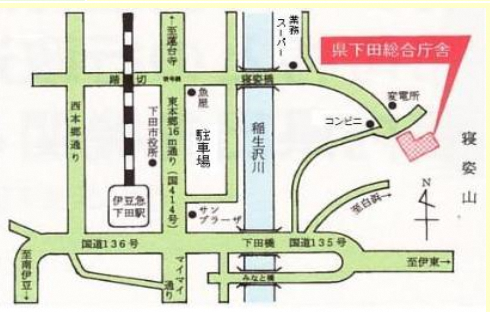 業務
スーパー
至蓮台寺
県下田総合庁舎
踏切
信号機
寝姿橋
魚屋
変電所
コンビニ
西本郷通り
下田市役所
東本郷16m通り(国414号)
駐車場
稲生沢川
寝姿山
N
伊豆急
下田駅
サン
プラーザ
至白浜
国道136号
下田橋
国道135号
至南伊豆
マイマイ
通り
みなと橋
至伊東